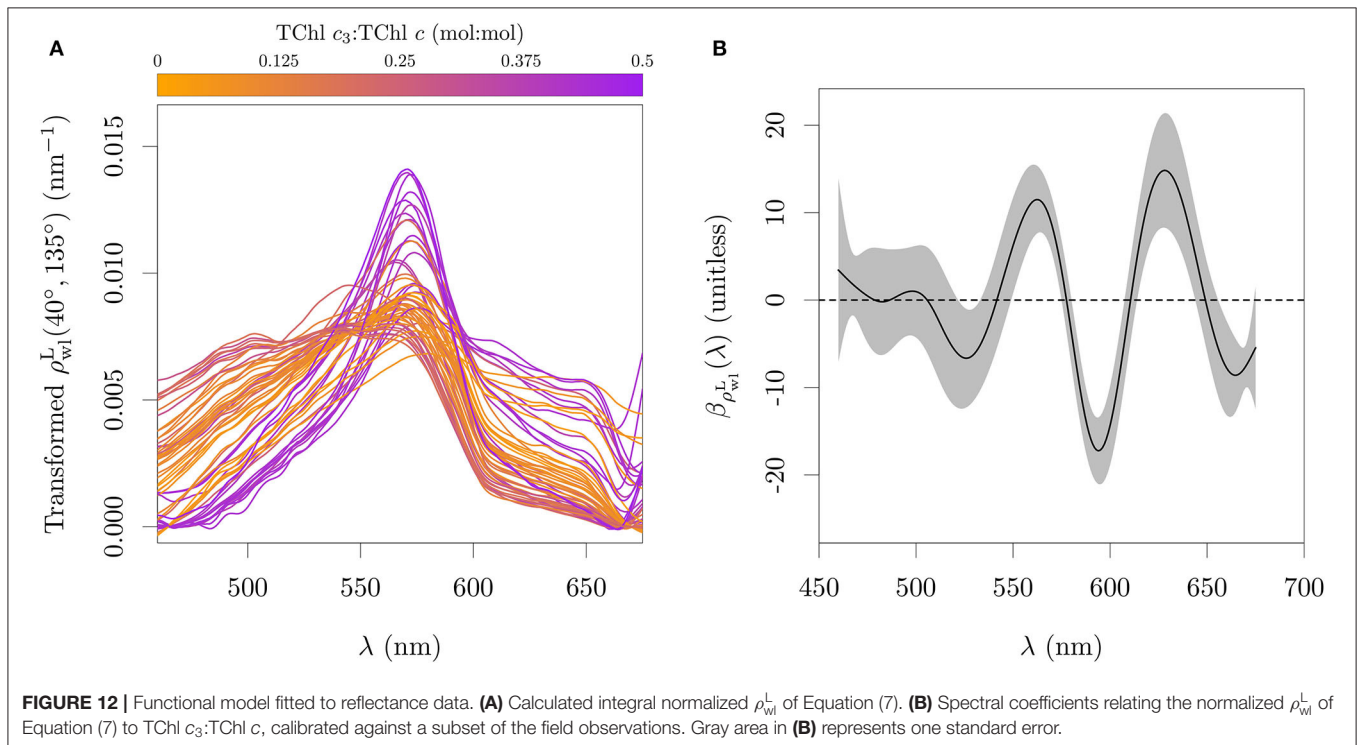 A
TChl c₃:TChl c (mol:mol)
0 0.125 0.25 0.375 0.5
Transformed ρᴸwl(40°, 135°) (nm⁻¹)
0.015
0.010
0.005
0.000
500 550 600 650
λ (nm)
B
βρᴸwl(λ) (unitless)
20
10
0
-10
-20
450 500 550 600 650 700
λ (nm)
FIGURE 12 | Functional model fitted to reflectance data. (A) Calculated integral normalized ρᴸwl of Equation (7). (B) Spectral coefficients relating the normalized ρᴸwl of
Equation (7) to TChl c₃:TChl c, calibrated against a subset of the field observations. Gray area in (B) represents one standard error.